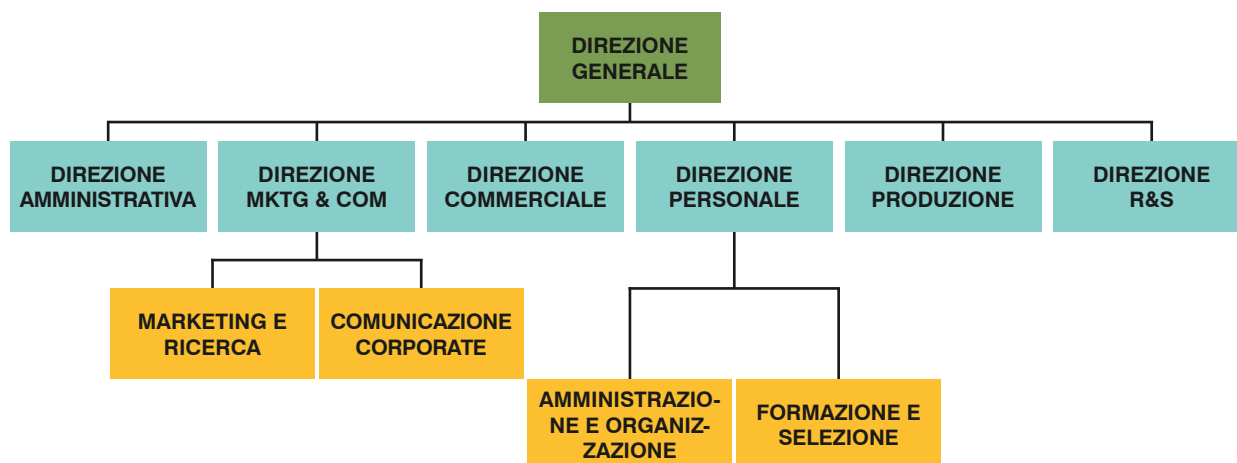 DIREZIONE
GENERALE
DIREZIONE
AMMINISTRATIVA
DIREZIONE
MKTG & COM
DIREZIONE
COMMERCIALE
DIREZIONE
PERSONALE
DIREZIONE
PRODUZIONE
DIREZIONE
R&S
MARKETING E
RICERCA
COMUNICAZIONE
CORPORATE
AMMINISTRAZIO-
NE E ORGANIZ-
ZAZIONE
FORMAZIONE E
SELEZIONE